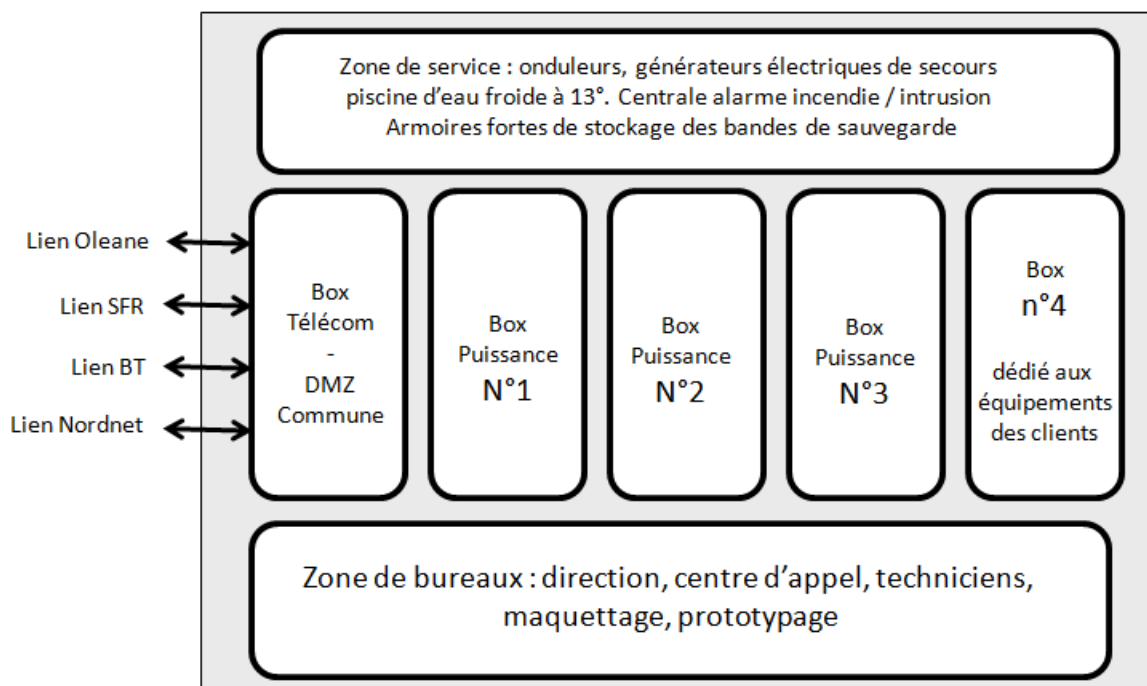 Zone de service : onduleurs, générateurs électriques de secours
piscine d'eau froide à 13°. Centrale alarme incendie / intrusion
Armoires fortes de stockage des bandes de sauvegarde
Lien Oleane
Lien SFR
Lien BT
Lien Nordnet
Box
Télécom
-
DMZ
Commune
Box
Puissance
N°1
Box
Puissance
N°2
Box
Puissance
N°3
Box
n°4
dédié aux
équipements
des clients
Zone de bureaux : direction, centre d'appel, techniciens,
maquettage, prototypage